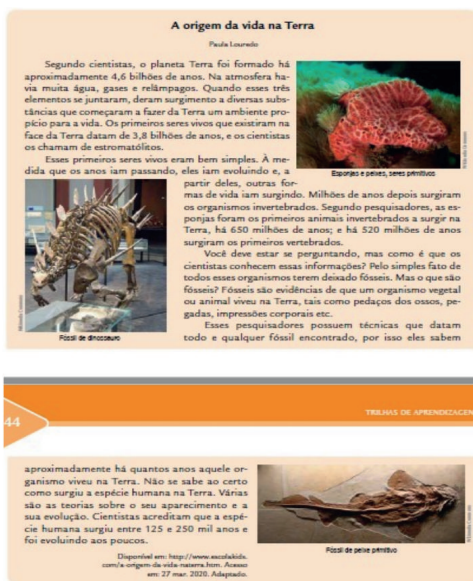 A origem da vida na Terra
Paula Louredo
Segundo cientistas, o planeta Terra foi formado há
aproximadamente 4,6 bilhões de anos. Na atmosfera ha-
via muita água, gases e relâmpagos. Quando esses três
elementos se juntaram, deram surgimento a diversas subs-
tâncias que começaram a fazer da Terra um ambiente pro-
pício para a vida. Os primeiros seres vivos que existiram na
face da Terra datam de 3,8 bilhões de anos, e os cientistas
os chamam de estromatólitos.
Esses primeiros seres vivos eram bem simples. À me-
dida que os anos iam passando, eles iam evoluindo e, a
partir deles, outras for-
mas de vida iam surgindo. Milhões de anos depois surgiram
os organismos invertebrados. Segundo pesquisadores, as es-
ponjas foram os primeiros animais invertebrados a surgir na
Terra, há 650 milhões de anos; e há 520 milhões de anos
surgiram os primeiros vertebrados.
Você deve estar se perguntando, mas como é que os
cientistas conhecem essas informações? Pelo simples fato de
todos esses organismos terem deixado fósseis. Mas o que são
fósseis? Fósseis são evidências de que um organismo vegetal
ou animal viveu na Terra, tais como pedaços dos ossos, pe-
gadas, impressões corporais etc.
Esses pesquisadores possuem técnicas que datam
todo e qualquer fóssil encontrado, por isso eles sabem
Esponjas e peixes, seres primitivos
Fóssil de dinossauro
44
TRILHAS DE APRENDIZAGEN
aproximadamente há quantos anos aquele or-
ganismo viveu na Terra. Não se sabe ao certo
como surgiu a espécie humana na Terra. Várias
são as teorias sobre o seu aparecimento e a
sua evolução. Cientistas acreditam que a espé-
cie humana surgiu entre 125 e 250 mil anos e
foi evoluindo aos poucos.
Disponível em: http://www.escolakids.
com/a-origem-da-vida-naterra.htm. Acesso
em: 27 mar. 2020. Adaptado.
Fóssil de peixe primitivo